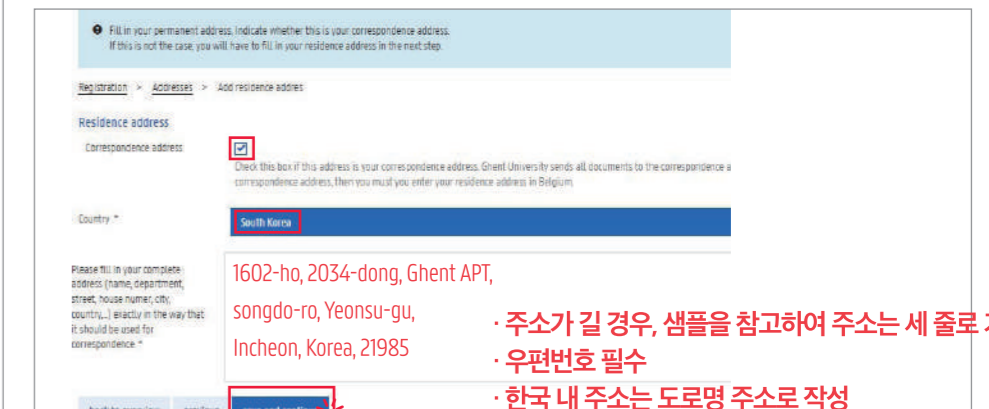 Fill in your permanent address. Indicate whether this is your correspondence address.
If this is not the case, you will have to fill in your residence address in the next step.
Registration > Addresses > Add residence addres
Residence address
Correspondence address
Check this box if this address is your correspondence address. Ghent University sends all documents to the correspondence a
correspondence address, then you must you enter your residence address in Belgium
Country *
South Korea
Please fill in your complete
address (name, department,
street, house numer, city,
country,..) exactly in the way that
it should be used for
correspondence *
1602-ho, 2034-dong, Ghent APT,
songdo-ro, Yeonsu-gu,
Incheon, Korea, 21985
· 주소가 길 경우, 샘플을 참고하여 주소는 세 줄로
· 우편번호 필수
· 한국 내 주소는 도로명 주소로 작성